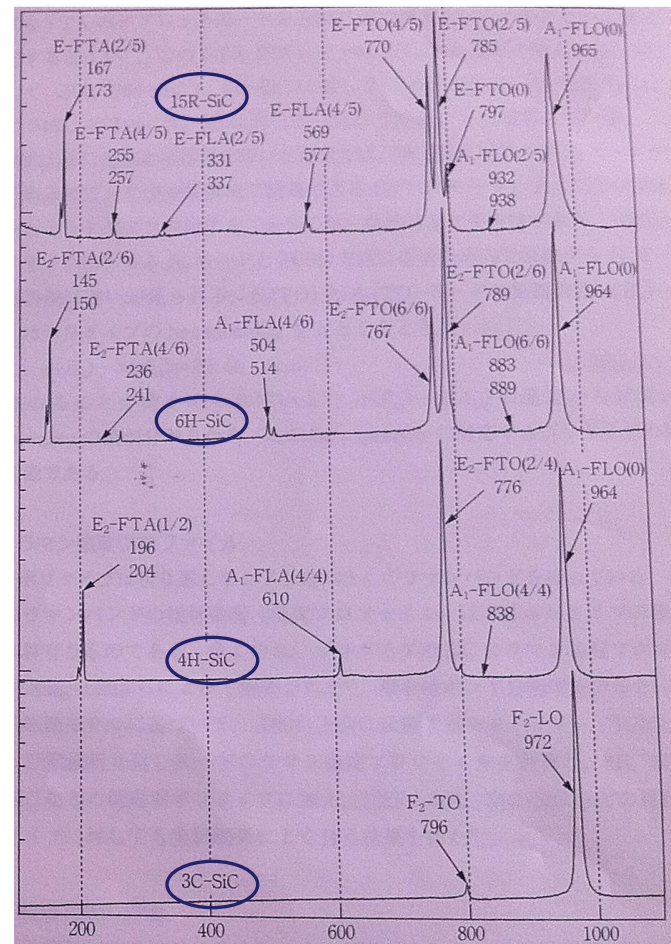 E-FTA(2/5)
167
173
15R-SiC
E-FTA(4/5)
255
257
E-FLA(2/5)
331
337
E-FLA(4/5)
569
577
E-FTO(4/5)
770
E-FTO(2/5)
785
E-FTO(0)
797
A₁-FLO(2/5)
932
938
A₁-FLO(0)
965
E₂-FTA(2/6)
145
150
E₂-FTA(4/6)
236
241
6H-SiC
A₁-FLA(4/6)
504
514
E₂-FTO(6/6)
767
E₂-FTO(2/6)
789
A₁-FLO(6/6)
883
889
A₁-FLO(0)
964
E₂-FTA(1/2)
196
204
4H-SiC
A₁-FLA(4/4)
610
E₂-FTO(2/4)
776
A₁-FLO(4/4)
838
A₁-FLO(0)
964
3C-SiC
F₂-TO
796
F₂-LO
972
200 400 600 800 1000